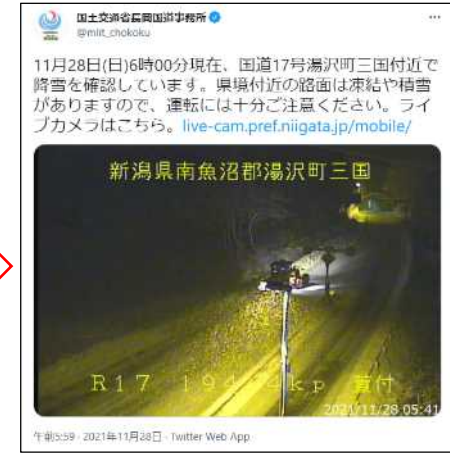 国土交通省長岡国道事務所
@mlit_chokoku
11月28日(日)6時00分現在、国道17号湯沢町三国付近で
降雪を確認しています。県境付近の路面は凍結や積雪
がありますので、運転には十分ご注意ください。ライ
ブカメラはこちら。live-cam.pref.niigata.jp/mobile/
新潟県南魚沼郡湯沢町三国
R17 194. 4kp
2021/11/28 05:41
午前5:59 · 2021年11月28日 · Twitter Web App